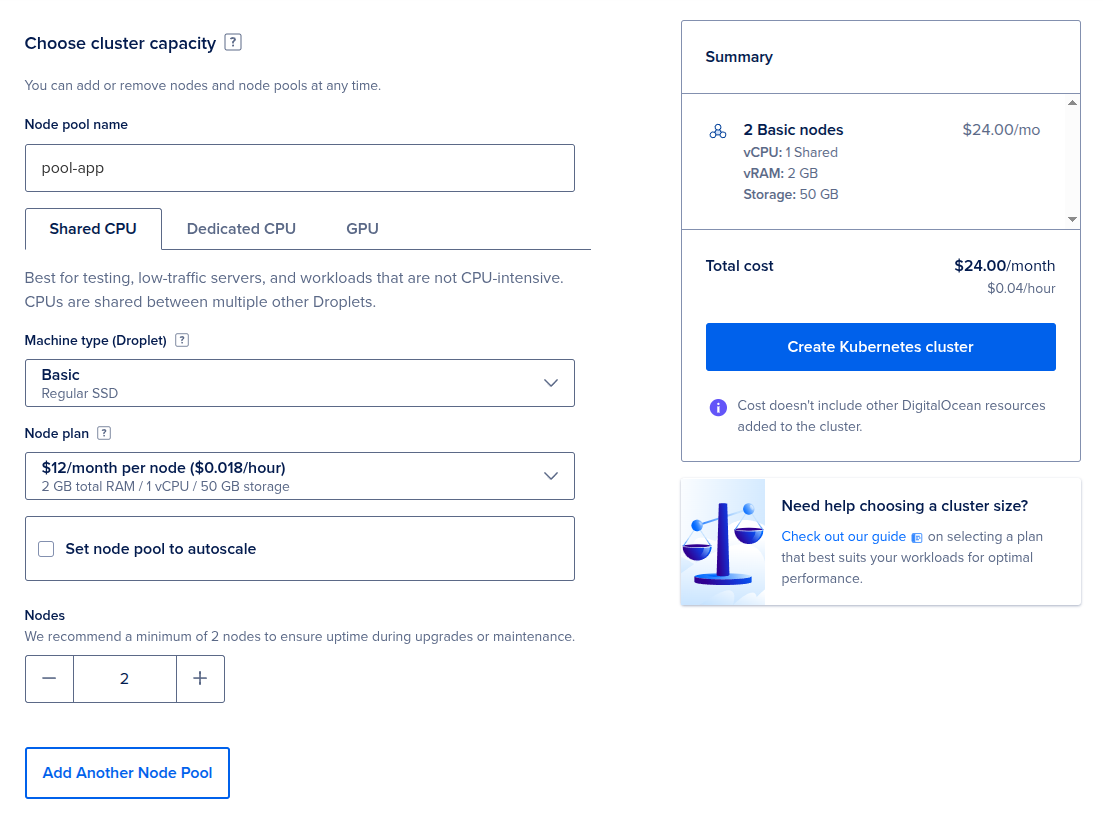 Choose cluster capacity ?
You can add or remove nodes and node pools at any time.
Node pool name
pool-app
Shared CPU Dedicated CPU GPU
Best for testing, low-traffic servers, and workloads that are not CPU-intensive.
CPUs are shared between multiple other Droplets.
Machine type (Droplet) ?
Basic
Regular SSD
Node plan ?
$12/month per node ($0.018/hour)
2 GB total RAM / 1 vCPU / 50 GB storage
Set node pool to autoscale
Nodes
We recommend a minimum of 2 nodes to ensure uptime during upgrades or maintenance.
− 2 +
Add Another Node Pool
Summary
2 Basic nodes $24.00/mo
vCPU: 1 Shared
vRAM: 2 GB
Storage: 50 GB
Total cost $24.00/month
$0.04/hour
Create Kubernetes cluster
Cost doesn't include other DigitalOcean resources
added to the cluster.
Need help choosing a cluster size?
Check out our guide on selecting a plan
that best suits your workloads for optimal
performance.